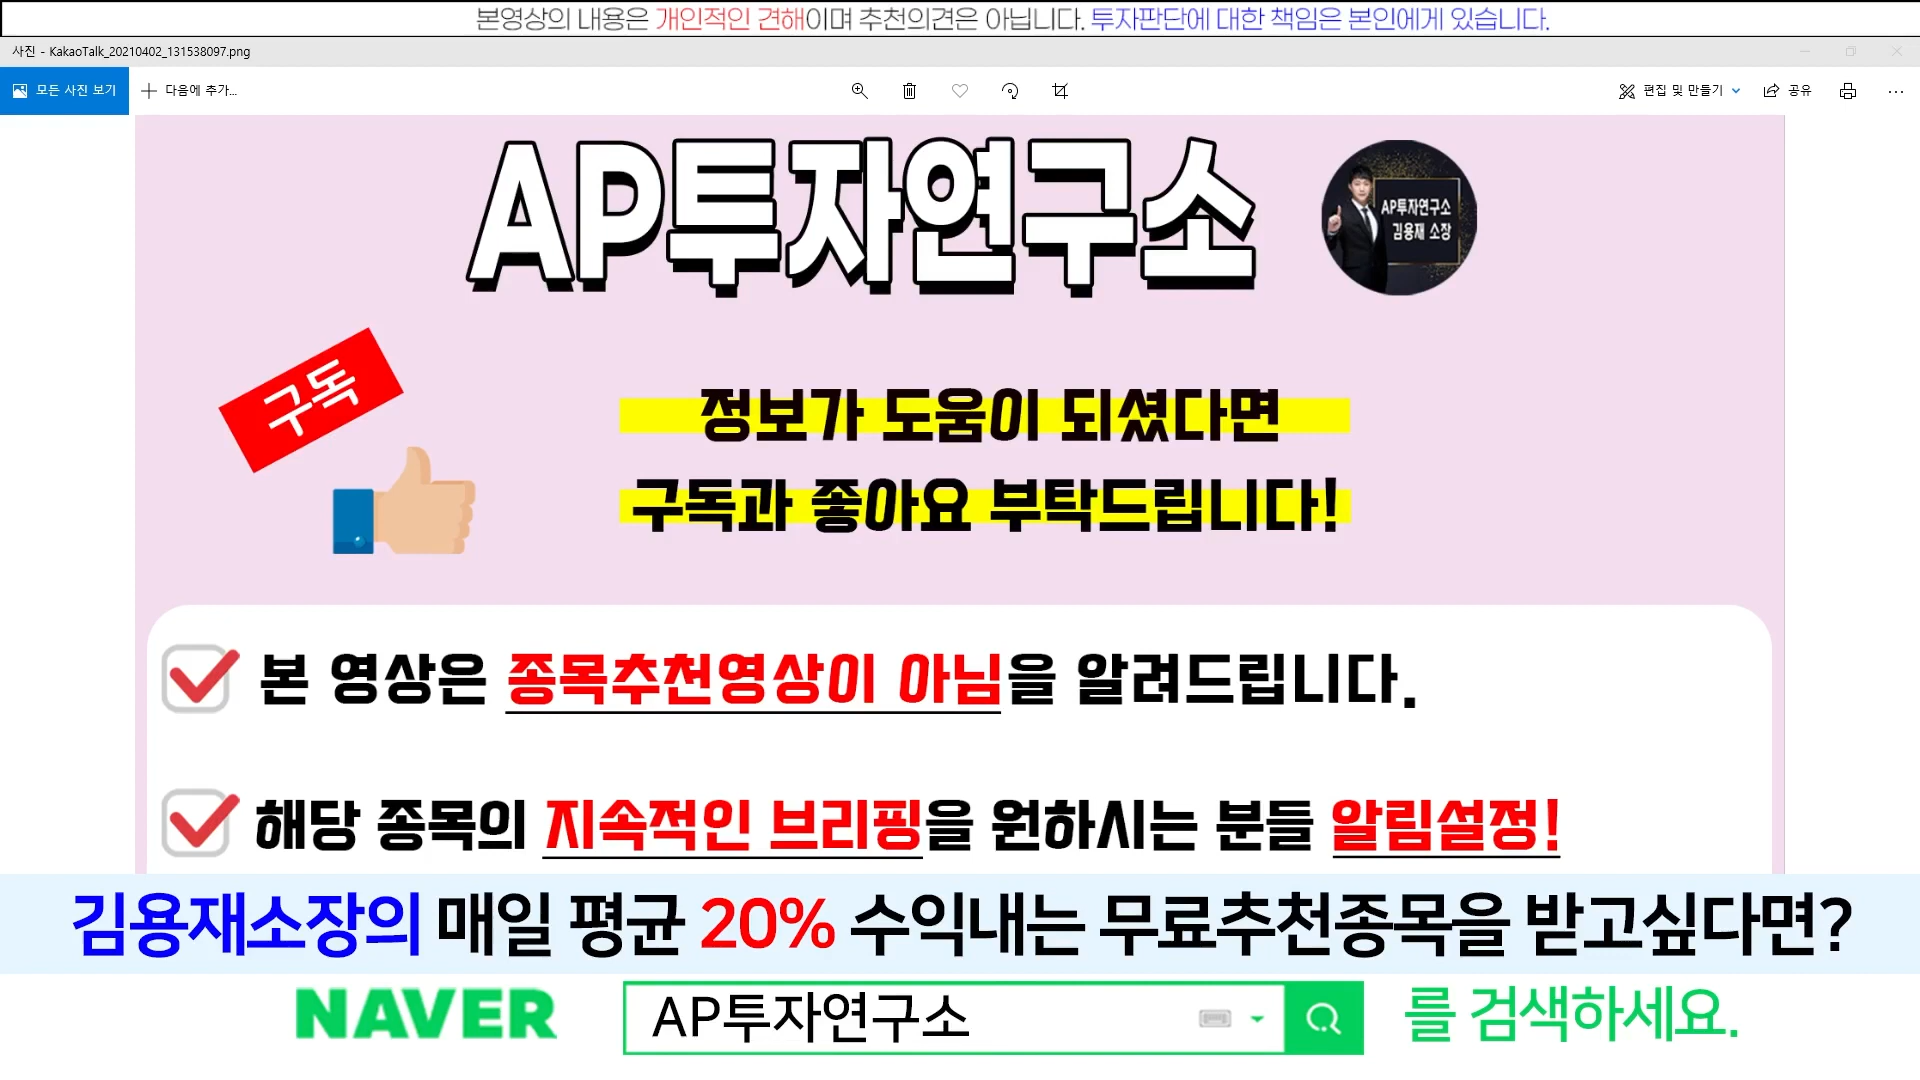 본영상의 내용은 개인적인 견해이며 추천의견은 아닙니다. 투자판단에 대한 책임은 본인에게 있습니다.
사진 - KakaoTalk_20210402_131538097.png
모든 사진 보기
다음에 추가...
편집 및 만들기
공유
AP투자연구소
AP투자연구소
김용재 소장
구독
정보가 도움이 되셨다면
구독과 좋아요 부탁드립니다!
본 영상은 종목추천영상이 아님을 알려드립니다.
해당 종목의 지속적인 브리핑을 원하시는 분들 알림설정!
김용재소장의 매일 평균 20% 수익내는 무료추천종목을 받고싶다면?
NAVER AP투자연구소 를 검색하세요.